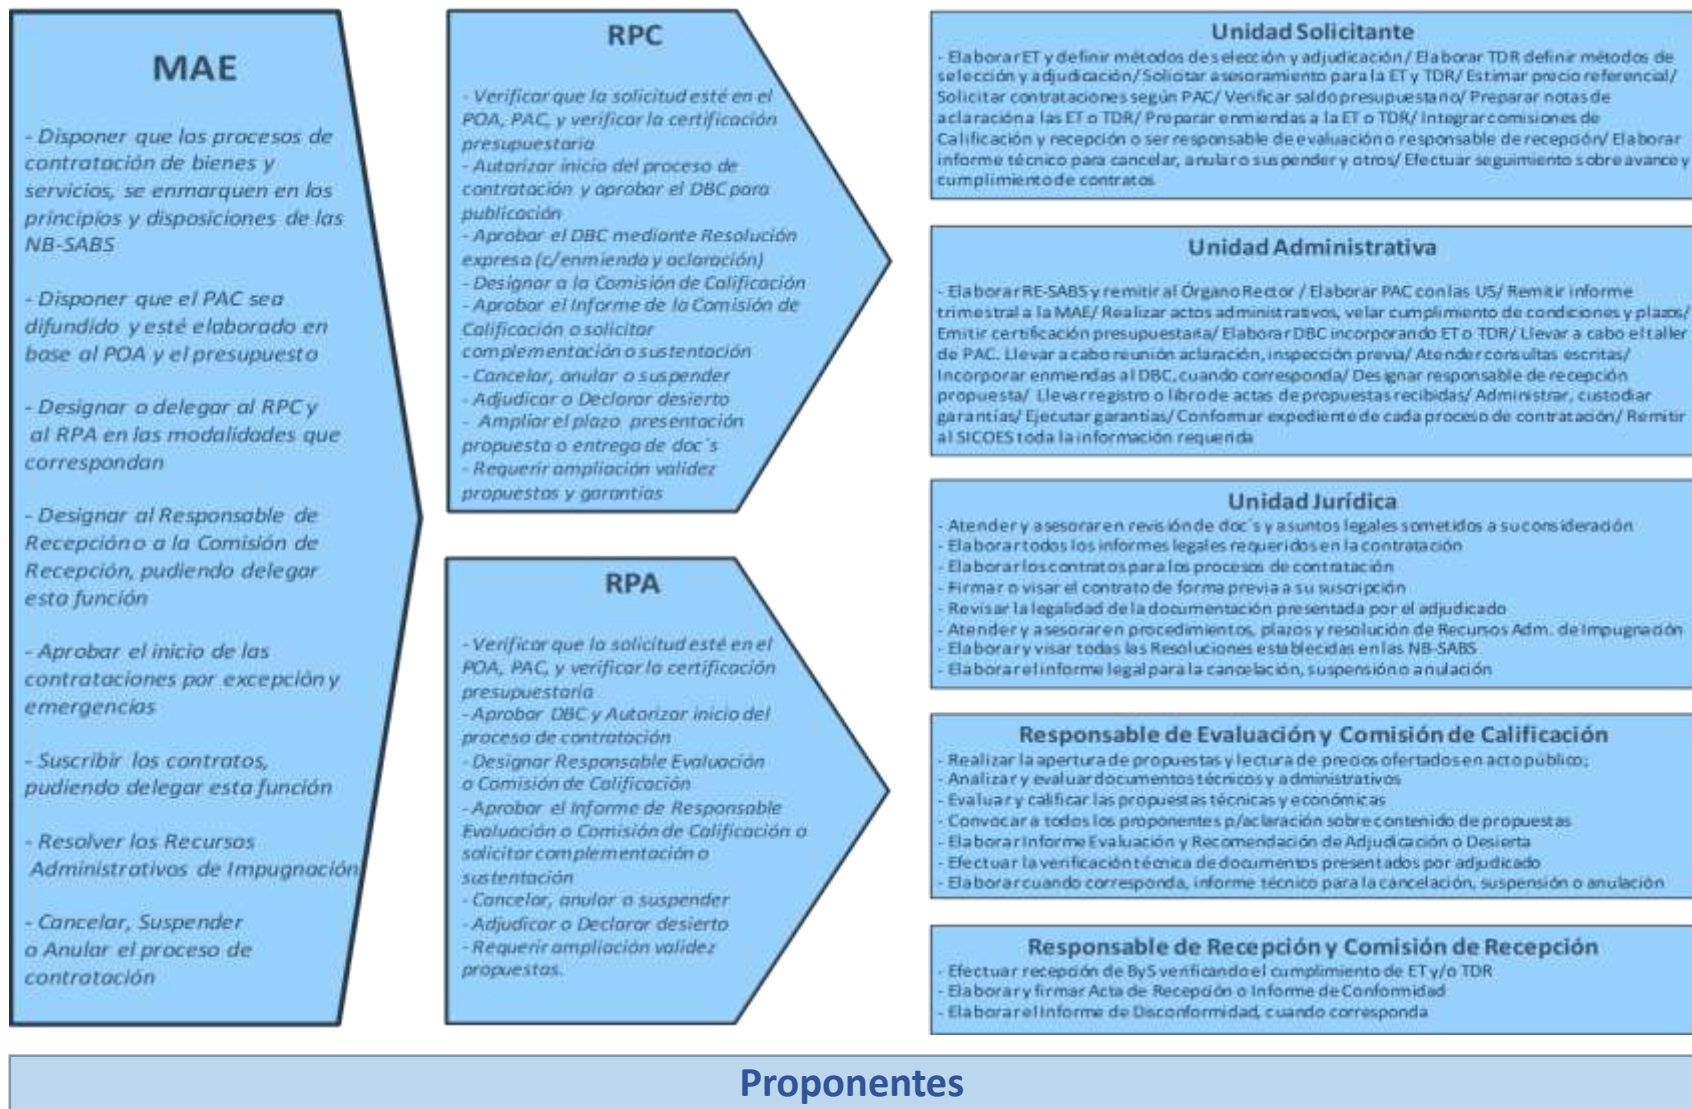 MAE
- Disponer que los procesos de
contratación de bienes y
servicios, se enmarquen en los
principios y disposiciones de las
NB-SABS
- Disponer que el PAC sea
difundido y esté elaborado en
base al POA y el presupuesto
- Designar o delegar al RPC y
al RPA en las modalidades que
correspondan
- Designar al Responsable de
Recepción o a la Comisión de
Recepción, pudiendo delegar
esta función
- Aprobar el inicio de las
contrataciones por excepción y
emergencias
- Suscribir los contratos,
pudiendo delegar esta función
- Resolver los Recursos
Administrativos de Impugnación
- Cancelar, Suspender
o Anular el proceso de
contratación
RPC
- Verificar que la solicitud esté en el
POA, PAC, y verificar la certificación
presupuestaria
- Autorizar inicio del proceso de
contratación y aprobar el DBC para
publicación
- Aprobar el DBC mediante Resolución
expresa (c/enmienda y aclaración)
- Designar a la Comisión de Calificación
- Aprobar el Informe de la Comisión de
Calificación o solicitar
complementación o sustentación
- Cancelar, anular o suspender
- Adjudicar o Declarar desierto
- Ampliar el plazo presentación
propuesta o entrega de doc´s
- Requerir ampliación validez
propuestas y garantías
RPA
- Verificar que la solicitud esté en el
POA, PAC, y verificar la certificación
presupuestaria
- Aprobar DBC y Autorizar inicio del
proceso de contratación
- Designar Responsable Evaluación
o Comisión de Calificación
- Aprobar el Informe de Responsable
Evaluación o Comisión de Calificación o
solicitar complementación o
sustentación
- Cancelar, anular o suspender
- Adjudicar o Declarar desierto
- Requerir ampliación validez
propuestas.
Unidad Solicitante
- Elaborar ET y definir métodos de selección y adjudicación/ Elaborar TDR definir métodos de
selección y adjudicación/ Solicitar asesoramiento para la ET y TDR/ Estimar precio referencial/
Solicitar contrataciones según PAC/ Verificar saldo presupuestario/ Preparar notas de
aclaración a las ET o TDR/ Preparar enmiendas a la ET o TDR/ Integrar comisiones de
Calificación y recepción o ser responsable de evaluación o responsable de recepción/ Elaborar
informe técnico para cancelar, anular o suspender y otros/ Efectuar seguimiento sobre avance y
cumplimiento de contratos
Unidad Administrativa
- Elaborar RE-SABS y remitir al Órgano Rector / Elaborar PAC con las US/ Remitir informe
trimestral a la MAE/ Realizar actos administrativos, velar cumplimiento de condiciones y plazos/
Emitir certificación presupuestaria/ Elaborar DBC incorporando ET o TDR/ Llevar a cabo el taller
de PAC. Llevar a cabo reunión aclaración, inspección previa/ Atender consultas escritas/
Incorporar enmiendas al DBC, cuando corresponda/ Designar responsable de recepción
propuesta/ Llevar registro o libro de actas de propuestas recibidas/ Administrar, custodiar
garantías/ Ejecutar garantías/ Conformar expediente de cada proceso de contratación/ Remitir
al SICOES toda la información requerida
Unidad Jurídica
- Atender y asesorar en revisión de doc´s y asuntos legales sometidos a su consideración
- Elaborar todos los informes legales requeridos en la contratación
- Elaborar los contratos para los procesos de contratación
- Firmar o visar el contrato de forma previa a su suscripción
- Revisar la legalidad de la documentación presentada por el adjudicado
- Atender y asesorar en procedimientos, plazos y resolución de Recursos Adm. de Impugnación
- Elaborar y visar todas las Resoluciones establecidas en las NB-SABS
- Elaborar el informe legal para la cancelación, suspensión o anulación
Responsable de Evaluación y Comisión de Calificación
- Realizar la apertura de propuestas y lectura de precios ofertados en acto público;
- Analizar y evaluar documentos técnicos y administrativos
- Evaluar y calificar las propuestas técnicas y económicas
- Convocar a todos los proponentes p/aclaración sobre contenido de propuestas
- Elaborar Informe Evaluación y Recomendación de Adjudicación o Desierta
- Efectuar la verificación técnica de documentos presentados por adjudicado
- Elaborar cuando corresponda, informe técnico para la cancelación, suspensión o anulación
Responsable de Recepción y Comisión de Recepción
- Efectuar recepción de ByS verificando el cumplimiento de ET y/o TDR
- Elaborar y firmar Acta de Recepción o Informe de Conformidad
- Elaborar el Informe de Disconformidad, cuando corresponda
Proponentes